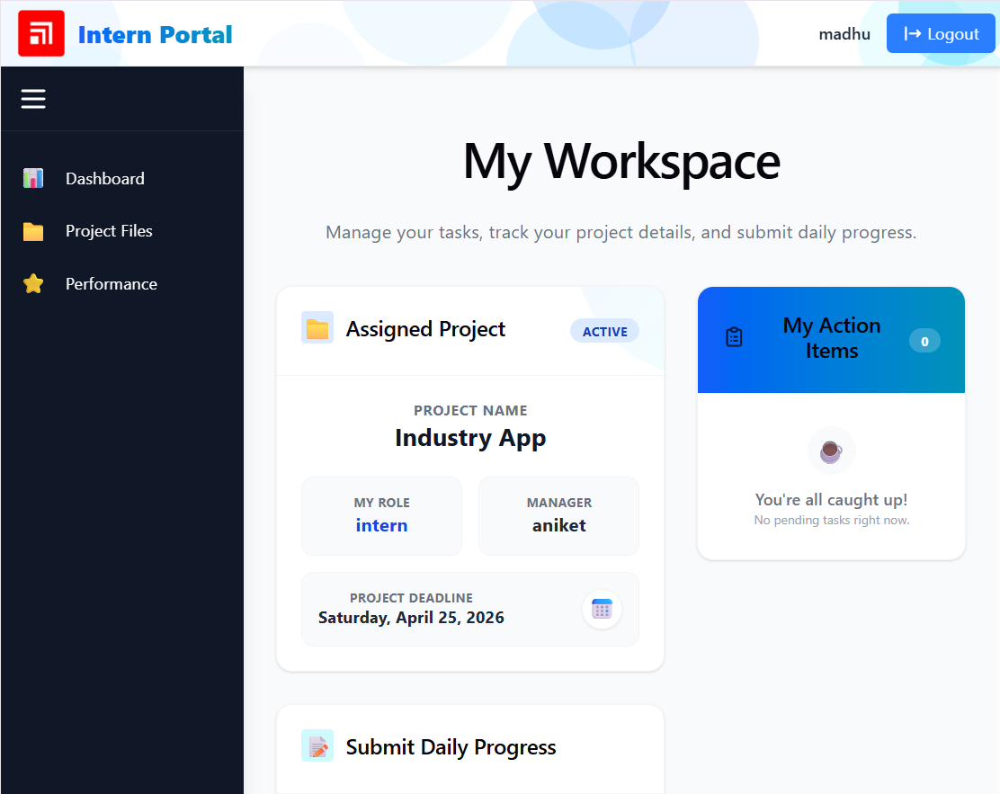 Intern Portal
madhu
Logout
Dashboard
Project Files
Performance
My Workspace
Manage your tasks, track your project details, and submit daily progress.
Assigned Project
ACTIVE
PROJECT NAME
Industry App
MY ROLE
intern
MANAGER
aniket
PROJECT DEADLINE
Saturday, April 25, 2026
My Action
Items
0
You're all caught up!
No pending tasks right now.
Submit Daily Progress